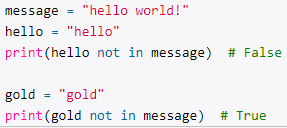 message = "hello world!"
hello = "hello"
print(hello not in message)  # False

gold = "gold"
print(gold not in message)  # True